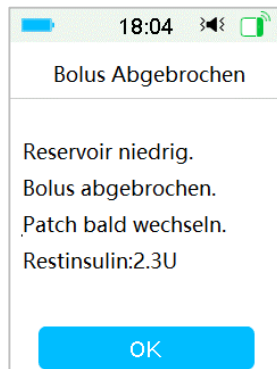 18:04
Bolus Abgebrochen
Reservoir niedrig.
Bolus abgebrochen.
Patch bald wechseln.
Restinsulin:2.3U
OK